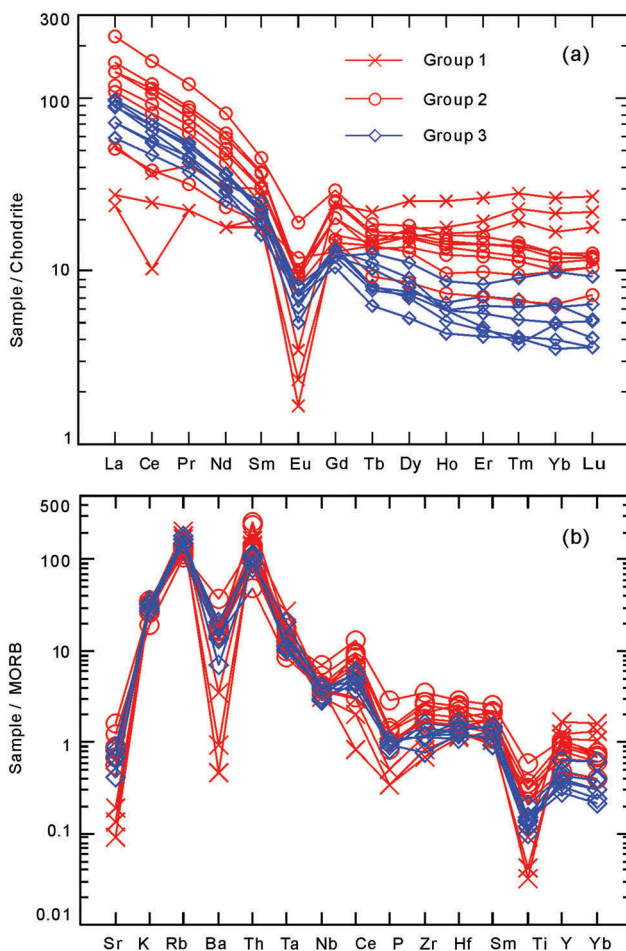 300
100
10
1
Sample / Chondrite
(a)
Group 1
Group 2
Group 3
La Ce Pr Nd Sm Eu Gd Tb Dy Ho Er Tm Yb Lu
500
100
10
1
0.1
0.01
Sample / MORB
(b)
Sr K Rb Ba Th Ta Nb Ce P Zr Hf Sm Ti Y Yb